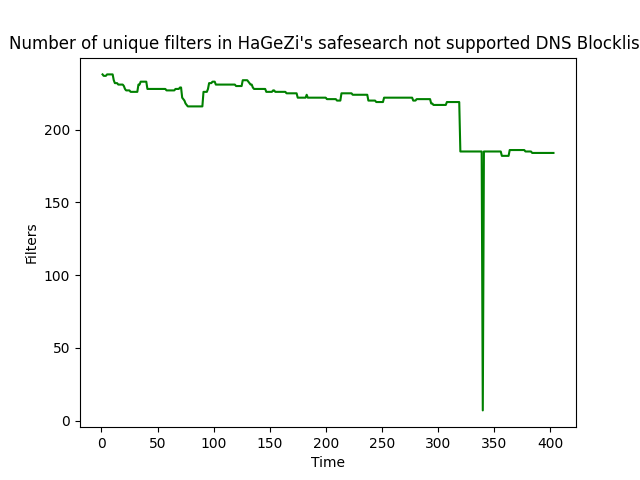 Number of unique filters in HaGeZi's safesearch not supported DNS Blocklis
Filters
200
150
100
50
0
0 50 100 150 200 250 300 350 400
Time